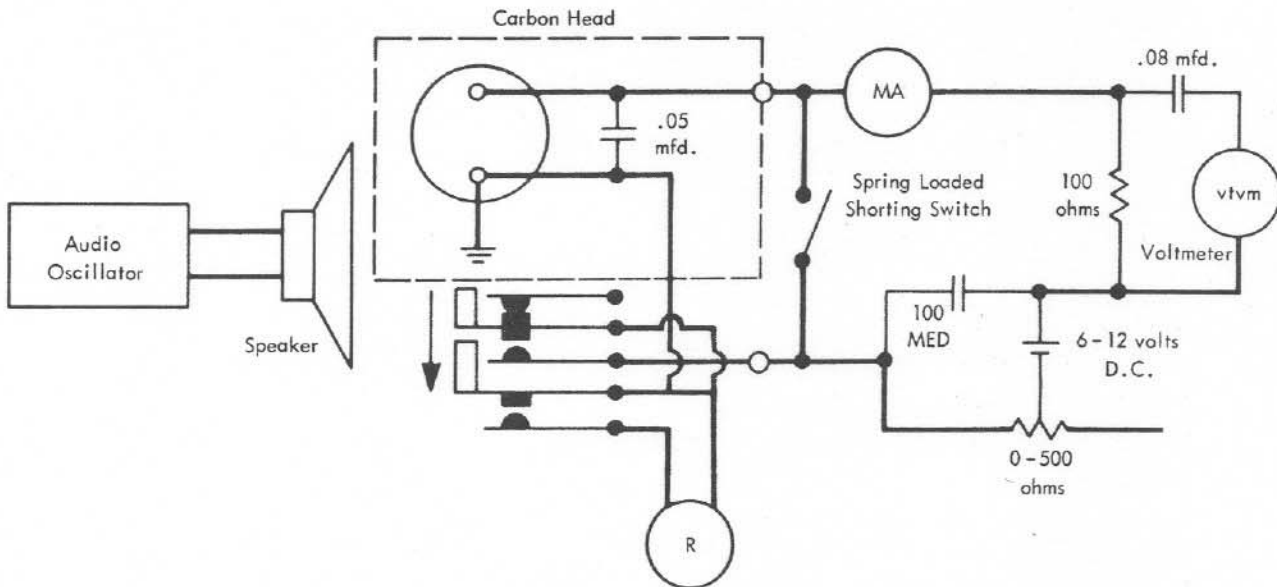 Carbon Head
.05
mfd.
MA
.08 mfd.
Audio
Oscillator
Speaker
Spring Loaded
Shorting Switch
100
ohms
vtvm
Voltmeter
100
MED
6-12 volts
D.C.
0-500
ohms
R